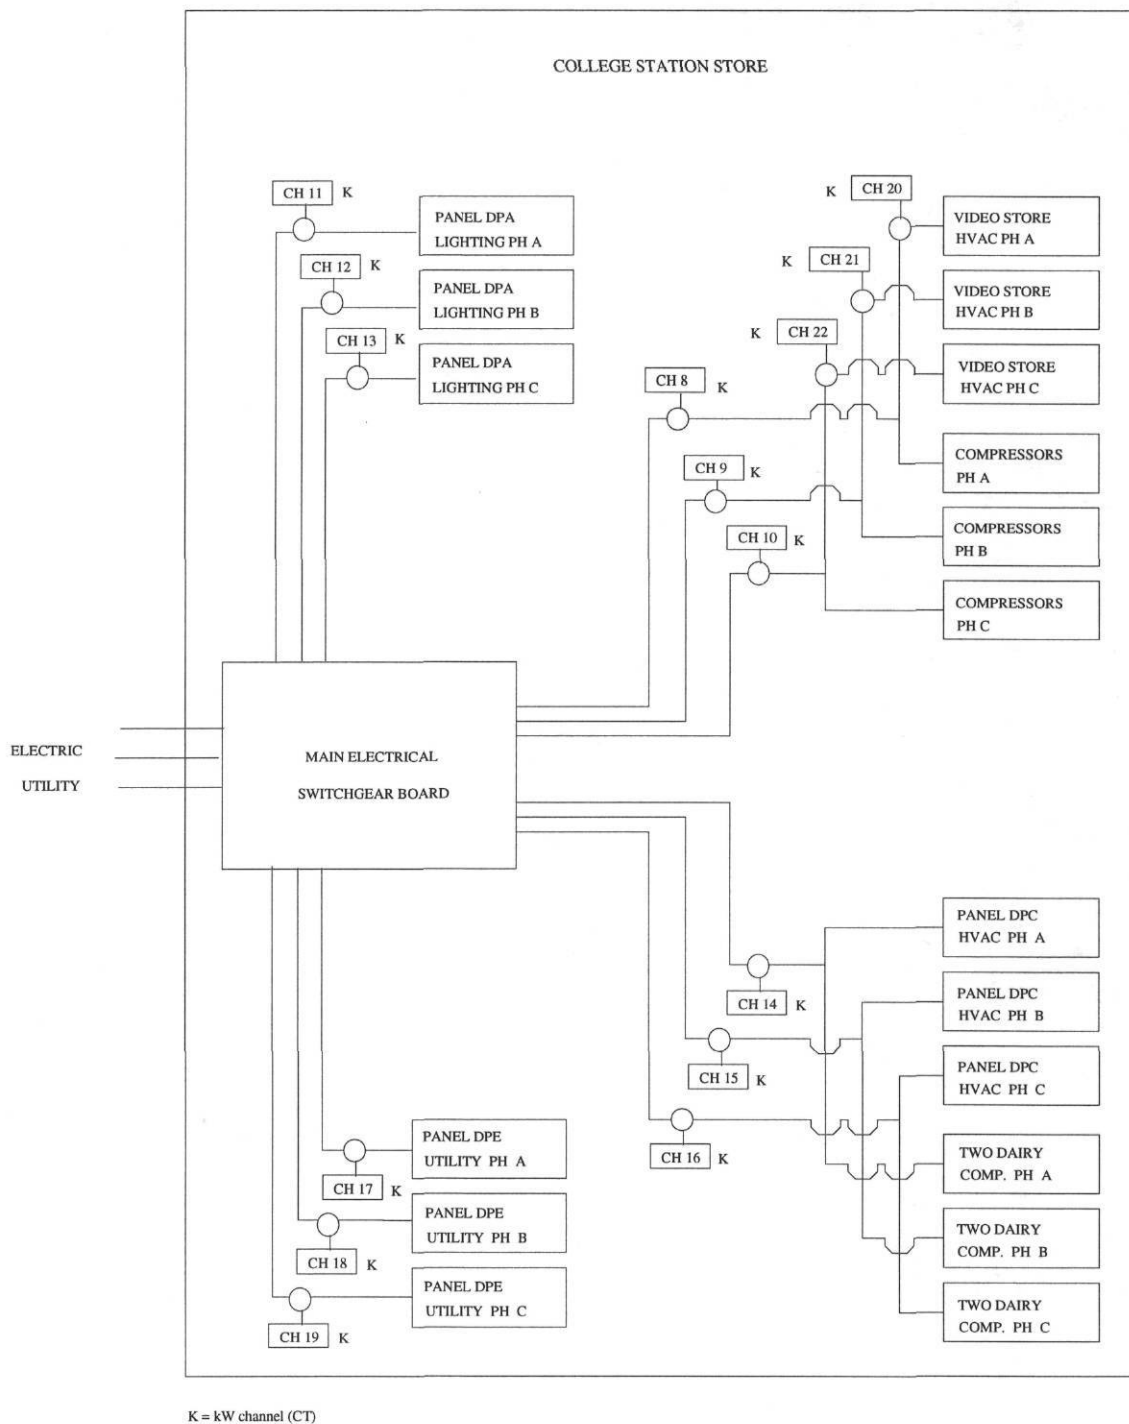 COLLEGE STATION STORE
CH 11 K
PANEL DPA
LIGHTING PH A
CH 12 K
PANEL DPA
LIGHTING PH B
CH 13 K
PANEL DPA
LIGHTING PH C
K CH 20
VIDEO STORE
HVAC PH A
K CH 21
VIDEO STORE
HVAC PH B
K CH 22
VIDEO STORE
HVAC PH C
CH 8 K
COMPRESSORS
PH A
CH 9 K
COMPRESSORS
PH B
CH 10 K
COMPRESSORS
PH C
ELECTRIC
UTILITY
MAIN ELECTRICAL
SWITCHGEAR BOARD
PANEL DPC
HVAC PH A
CH 14 K
PANEL DPC
HVAC PH B
CH 15 K
PANEL DPC
HVAC PH C
CH 16 K
TWO DAIRY
COMP. PH A
TWO DAIRY
COMP. PH B
TWO DAIRY
COMP. PH C
PANEL DPE
UTILITY PH A
CH 17 K
PANEL DPE
UTILITY PH B
CH 18 K
PANEL DPE
UTILITY PH C
CH 19 K
K = kW channel (CT)